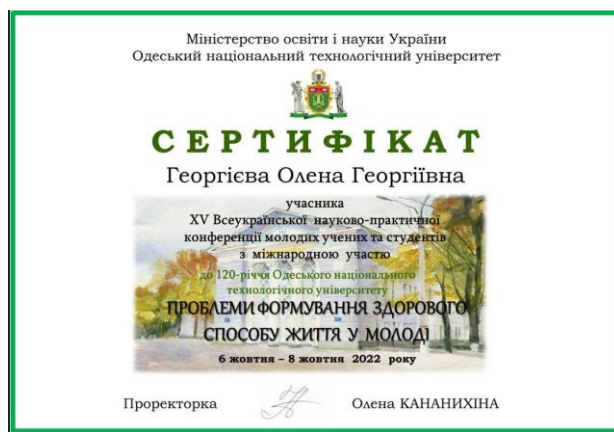 Міністерство освіти і науки України
Одеський національний технологічний університет
СЕРТИФІКАТ
Георгієва Олена Георгіївна
учасника
XV Всеукраїнської науково-практичної
конференції молодих учених та студентів
з міжнародною участю
до 120-річчя Одеського національного
технологічного університету
ПРОБЛЕМИ ФОРМУВАННЯ ЗДОРОВОГО
СПОСОБУ ЖИТТЯ У МОЛОДІ
6 жовтня – 8 жовтня 2022 року
Проректорка Олена КАНАНИХІНА